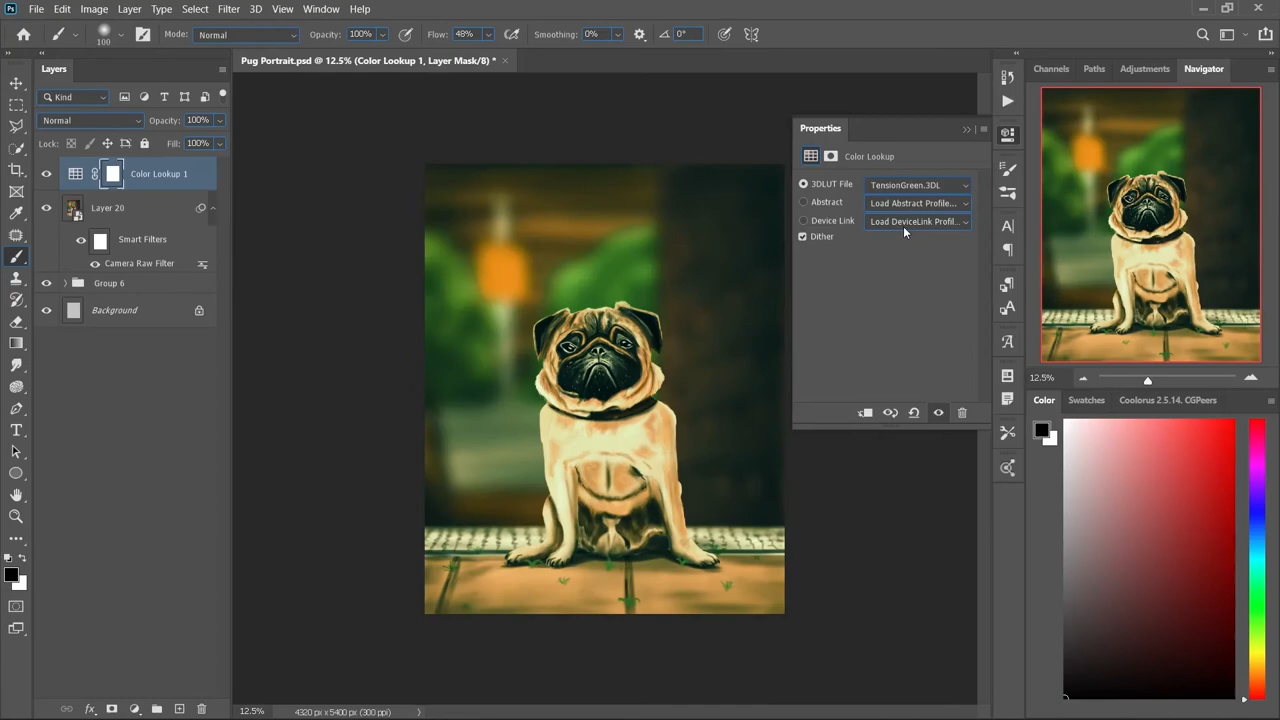 Ps File Edit Image Layer Type Select Filter 3D View Window Help
100 Mode: Normal Opacity: 100% Flow: 48% Smoothing: 0% 0°
Layers
Pug Portrait.psd @ 12.5% (Color Lookup 1, Layer Mask/8) * ×
Channels Paths Adjustments Navigator
Kind
Normal Opacity: 100%
Lock: Fill: 100%
Color Lookup 1
Layer 20
Smart Filters
Camera Raw Filter
Group 6
Background
Properties
Color Lookup
3DLUT File TensionGreen.3DL
Abstract Load Abstract Profile...
Device Link Load DeviceLink Profil...
Dither
12.5%
Color Swatches Coolorus 2.5.14. CGPeers
12.5% 4320 px x 5400 px (300 ppi)